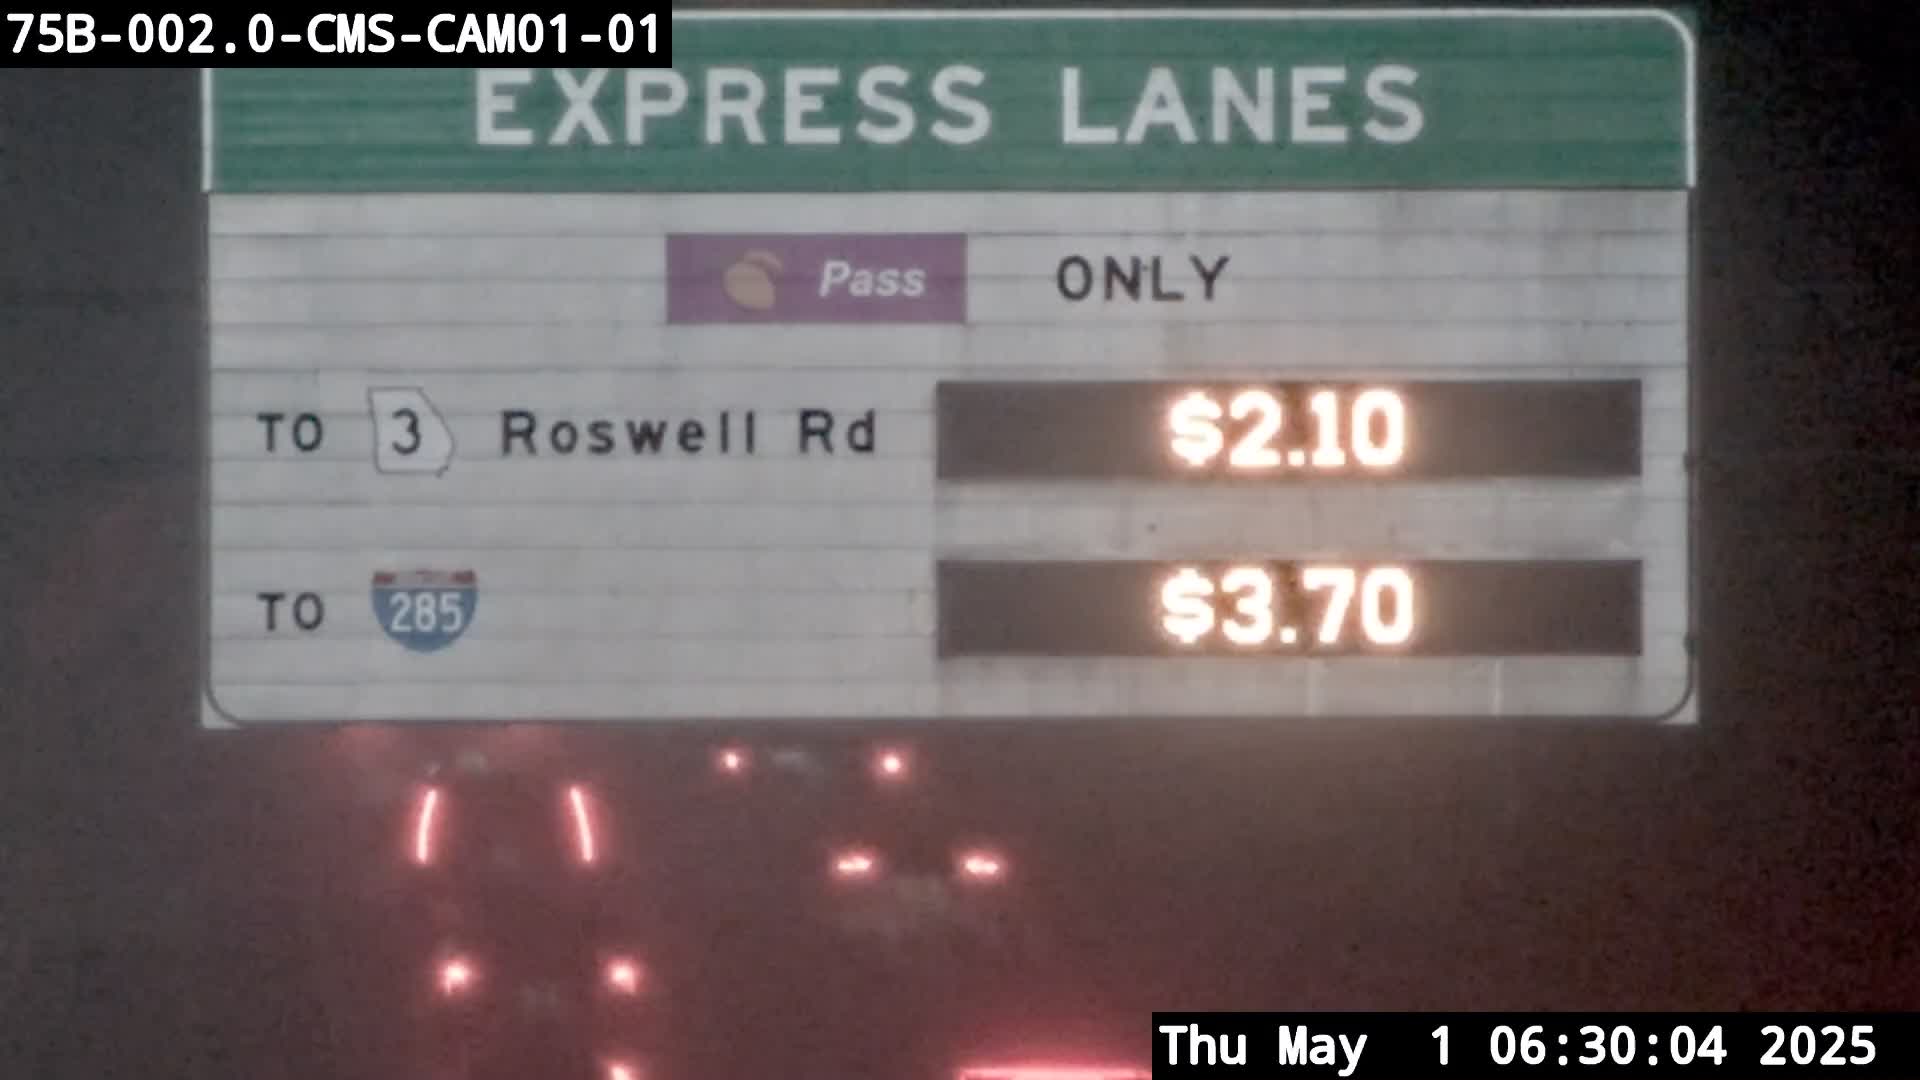 75B-002.0-CMS-CAM01-01
EXPRESS LANES
Pass ONLY
TO 3 Roswell Rd $2.10
TO 285 $3.70
Thu May 1 06:30:04 2025